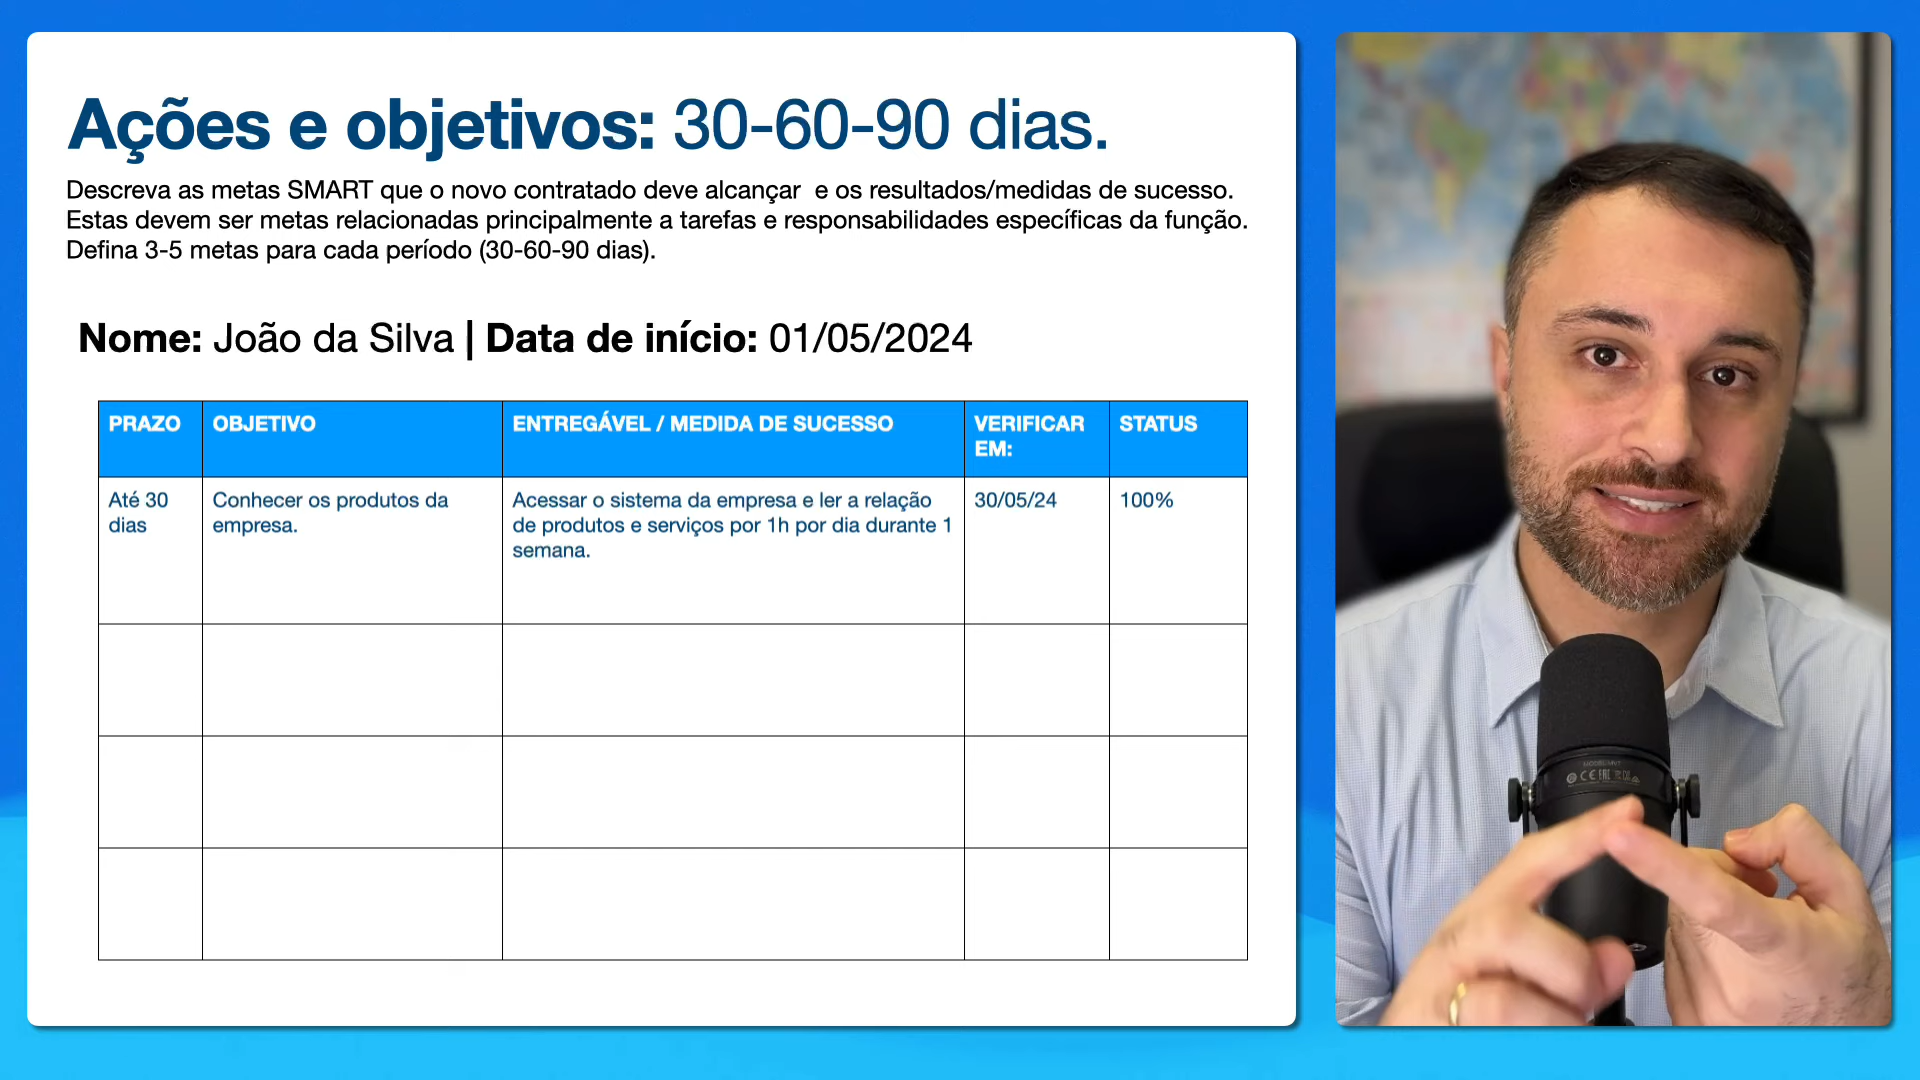 Ações e objetivos: 30-60-90 dias.
Descreva as metas SMART que o novo contratado deve alcançar  e os resultados/medidas de sucesso.
Estas devem ser metas relacionadas principalmente a tarefas e responsabilidades específicas da função.
Defina 3-5 metas para cada período (30-60-90 dias).
Nome: João da Silva | Data de início: 01/05/2024
PRAZO
OBJETIVO
ENTREGÁVEL / MEDIDA DE SUCESSO
VERIFICAR
EM:
STATUS
Até 30
dias
Conhecer os produtos da
empresa.
Acessar o sistema da empresa e ler a relação
de produtos e serviços por 1h por dia durante 1
semana.
30/05/24
100%